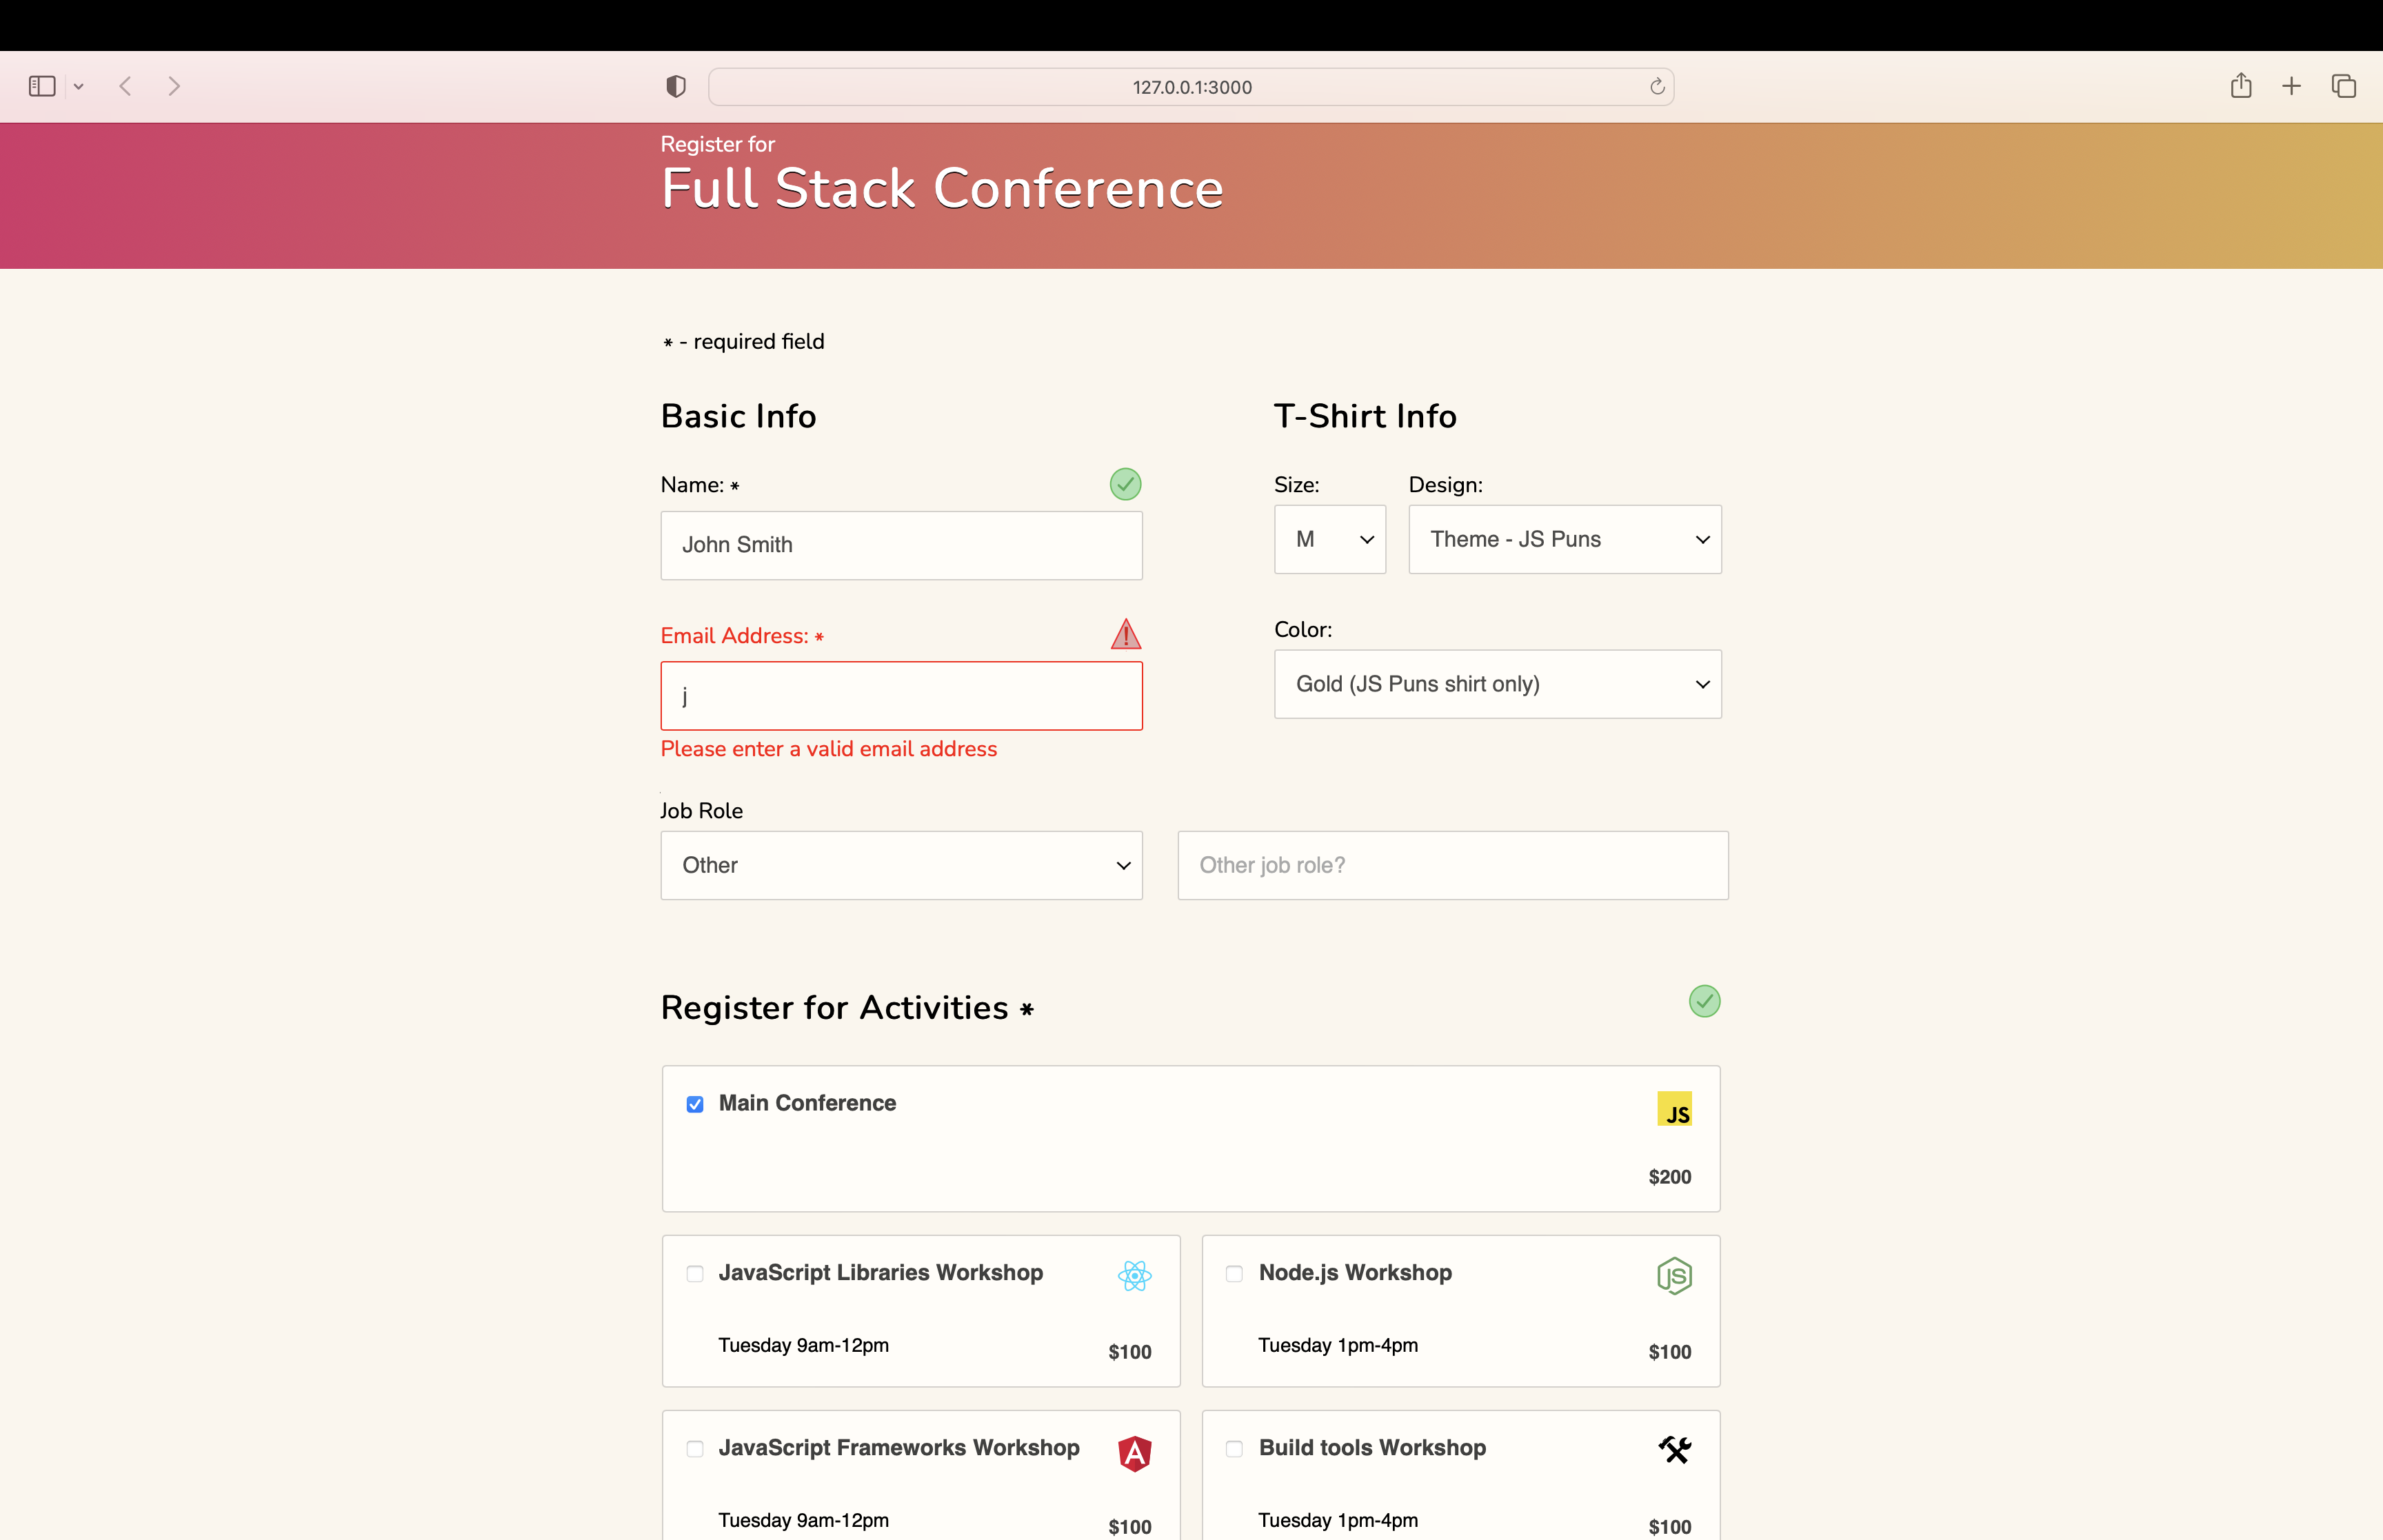 127.0.0.1:3000
Register for
Full Stack Conference
* - required field
Basic Info
Name: *
John Smith
Email Address: *
j
Please enter a valid email address
T-Shirt Info
Size:
Design:
M
Theme - JS Puns
Color:
Gold (JS Puns shirt only)
Job Role
Other
Other job role?
Register for Activities *
Main Conference
JS
$200
JavaScript Libraries Workshop
Tuesday 9am-12pm
$100
Node.js Workshop
JS
Tuesday 1pm-4pm
$100
JavaScript Frameworks Workshop
A
Tuesday 9am-12pm
$100
Build tools Workshop
Tuesday 1pm-4pm
$100